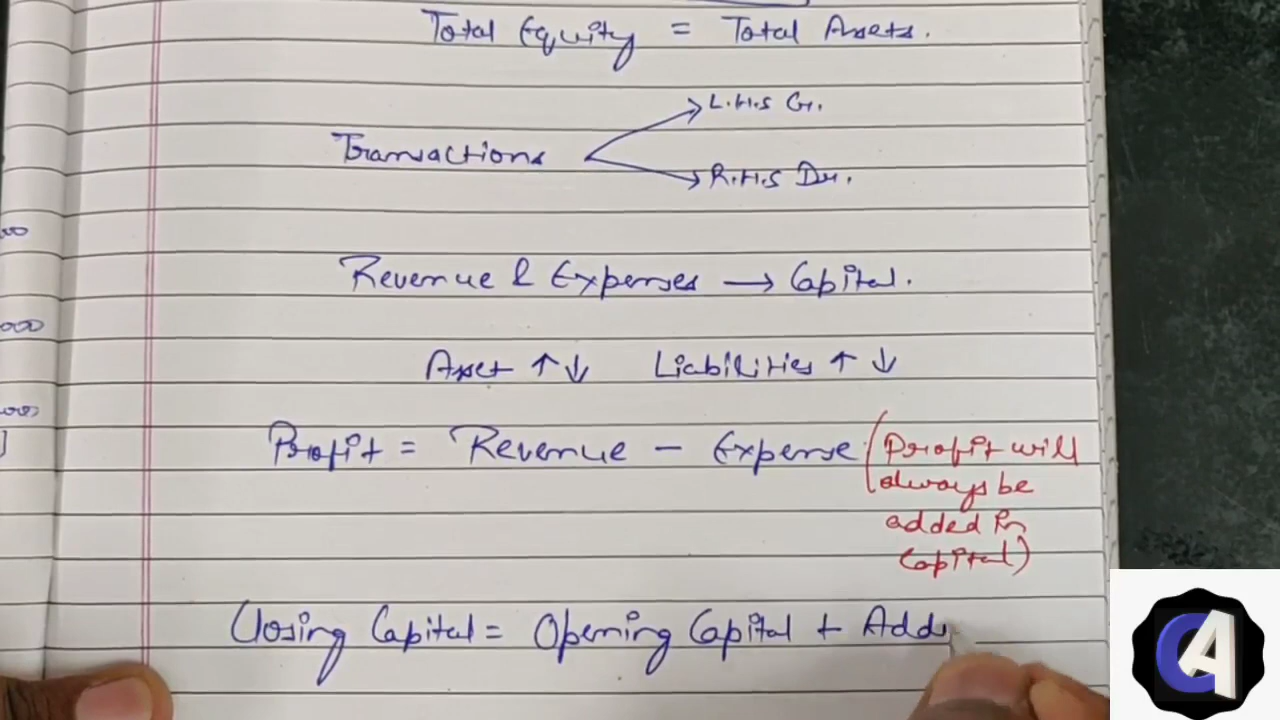 Total Equity = Total Assets.
L.H.S Cr.
Transactions
R.H.S Dr.
Revenue & Expenses → Capital.
Asset ↑↓ Liabilities ↑↓
Profit = Revenue - Expense (Profit will
always be
added in
Capital)
Closing Capital = Opening Capital + Add
CA